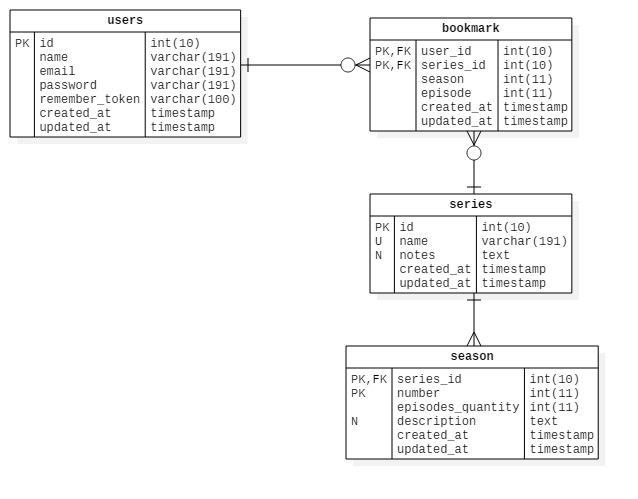 users
PK id int(10)
name varchar(191)
email varchar(191)
password varchar(191)
remember_token varchar(100)
created_at timestamp
updated_at timestamp
bookmark
PK,FK user_id int(10)
PK,FK series_id int(10)
season int(11)
episode int(11)
created_at timestamp
updated_at timestamp
series
PK id int(10)
U name varchar(191)
N notes text
created_at timestamp
updated_at timestamp
season
PK,FK series_id int(10)
PK number int(11)
episodes_quantity int(11)
N description text
created_at timestamp
updated_at timestamp